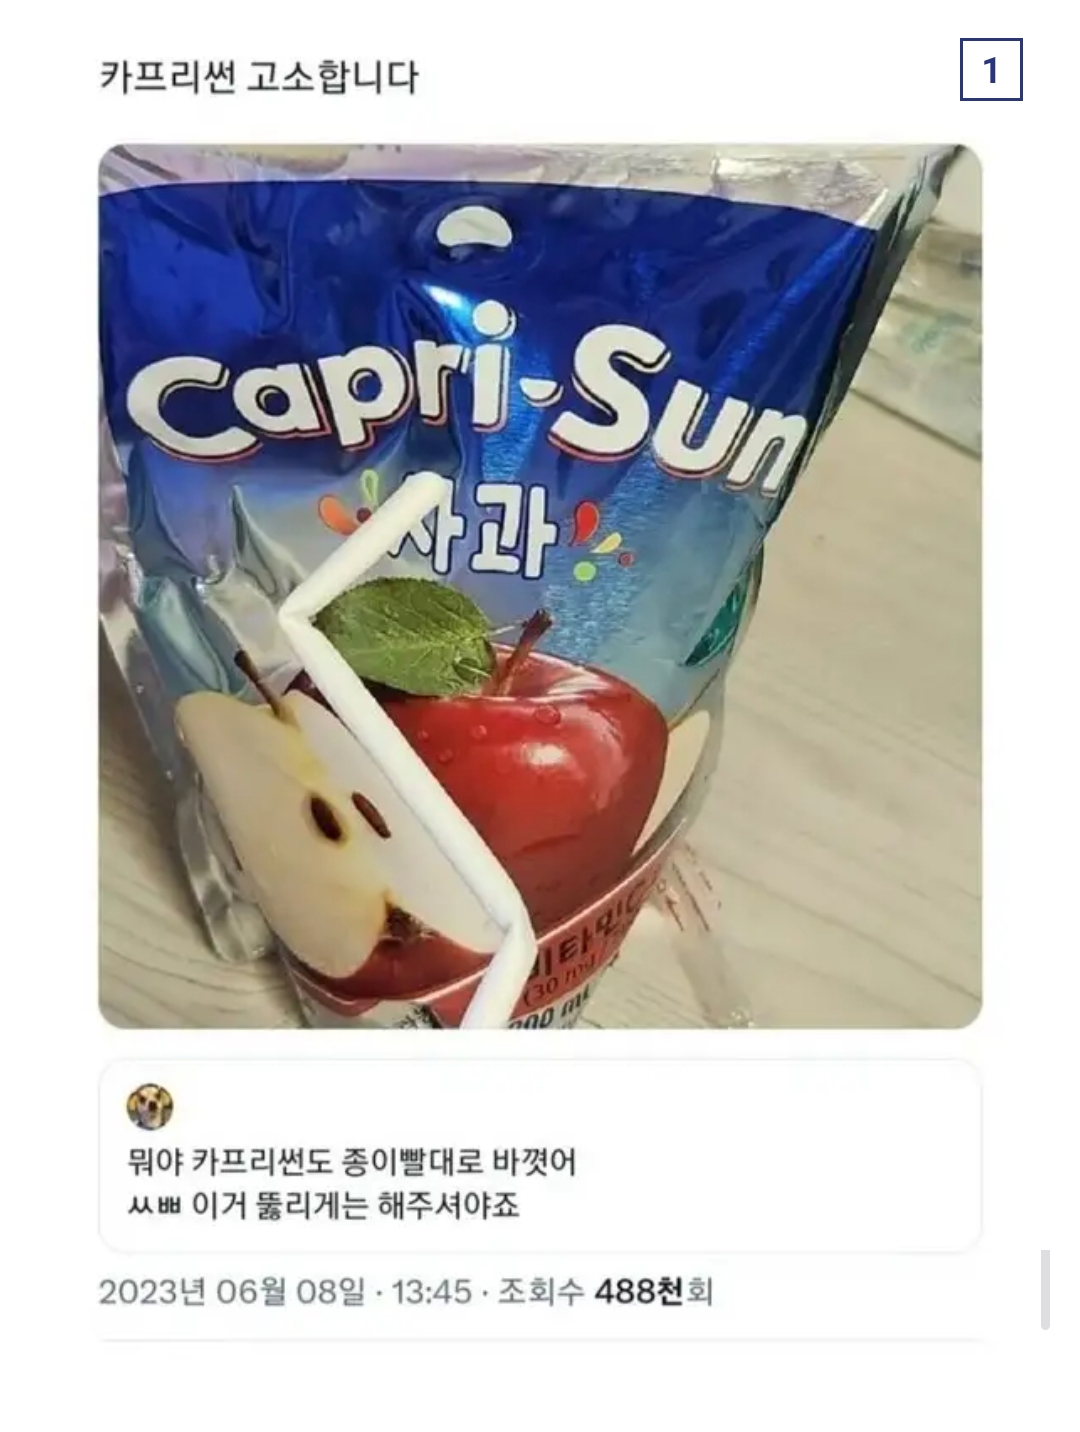 카프리썬 고소합니다
1
Capri-Sun
사과
비타민C
(30 mg
200 mL
뭐야 카프리썬도 종이빨대로 바꼇어
ㅆㅃ 이거 뚫리게는 해주셔야죠
2023년 06월 08일 · 13:45 · 조회수 488천회